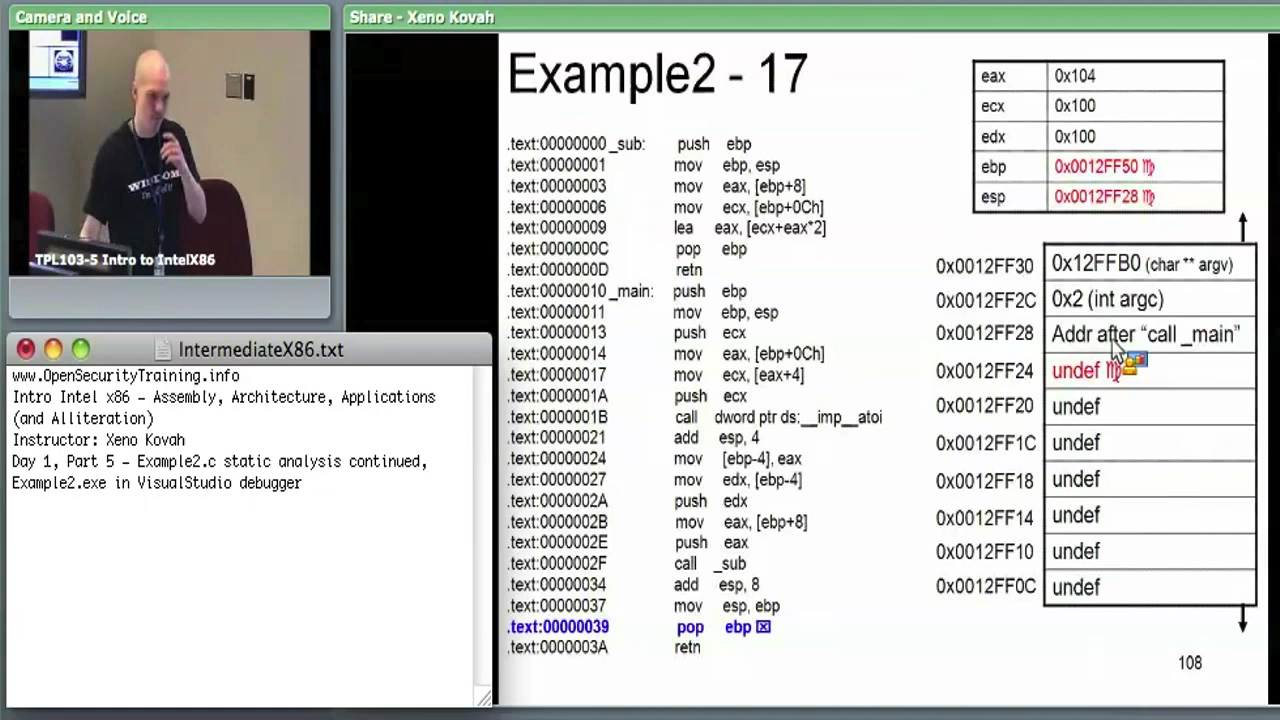 Camera and Voice
Share - Xeno Kovah
TPL103-5 Intro to IntelX86
IntermediateX86.txt
www.OpenSecurityTraining.info
Intro Intel x86 – Assembly, Architecture, Applications
(and Alliteration)
Instructor: Xeno Kovah
Day 1, Part 5 – Example2.c static analysis continued,
Example2.exe in VisualStudio debugger
Example2 - 17
.text:00000000 _sub: push ebp
.text:00000001 mov ebp, esp
.text:00000003 mov eax, [ebp+8]
.text:00000006 mov ecx, [ebp+0Ch]
.text:00000009 lea eax, [ecx+eax*2]
.text:0000000C pop ebp
.text:0000000D retn
.text:00000010 _main: push ebp
.text:00000011 mov ebp, esp
.text:00000013 push ecx
.text:00000014 mov eax, [ebp+0Ch]
.text:00000017 mov ecx, [eax+4]
.text:0000001A push ecx
.text:0000001B call dword ptr ds:__imp__atoi
.text:00000021 add esp, 4
.text:00000024 mov [ebp-4], eax
.text:00000027 mov edx, [ebp-4]
.text:0000002A push edx
.text:0000002B mov eax, [ebp+8]
.text:0000002E push eax
.text:0000002F call _sub
.text:00000034 add esp, 8
.text:00000037 mov esp, ebp
.text:00000039 pop ebp ⌧
.text:0000003A retn
eax 0x104
ecx 0x100
edx 0x100
ebp 0x0012FF50 ♍
esp 0x0012FF28 ♍
0x0012FF30 0x12FFB0 (char ** argv)
0x0012FF2C 0x2 (int argc)
0x0012FF28 Addr after “call _main”
0x0012FF24 undef ♍
0x0012FF20 undef
0x0012FF1C undef
0x0012FF18 undef
0x0012FF14 undef
0x0012FF10 undef
0x0012FF0C undef
108